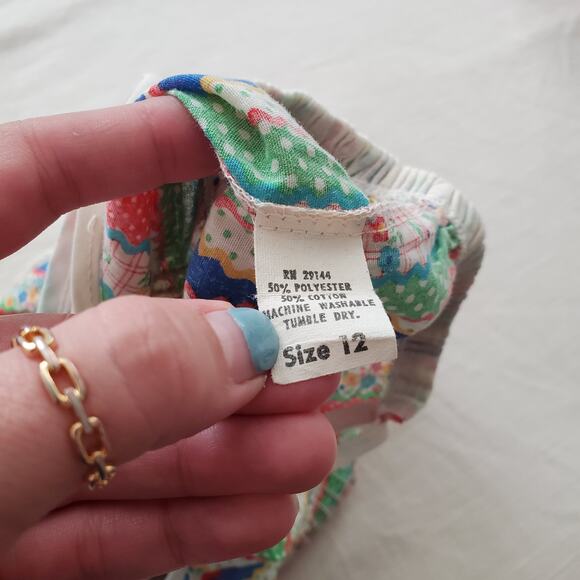 RN 29144
50% POLYESTER
50% COTTON
MACHINE WASHABLE
TUMBLE DRY.
Size 12